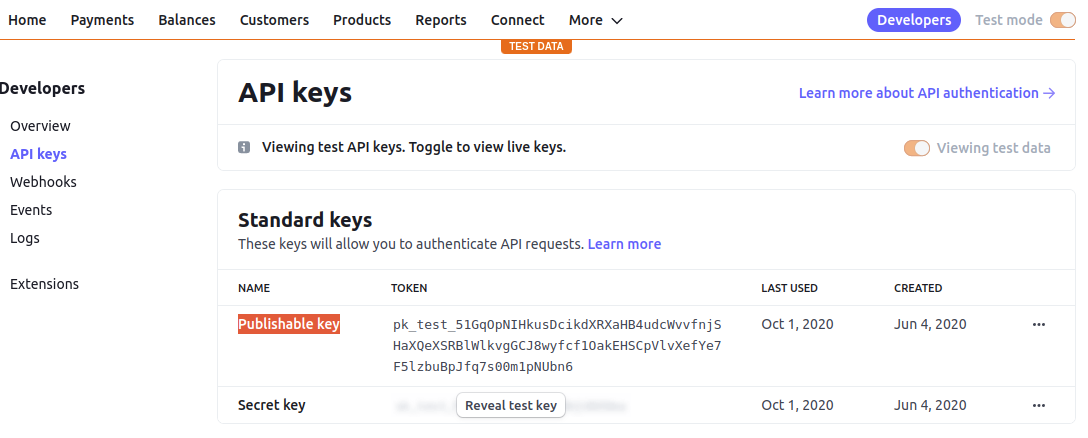 Home Payments Balances Customers Products Reports Connect More Developers Test mode
TEST DATA
Developers
Overview
API keys
Webhooks
Events
Logs
Extensions
API keys Learn more about API authentication →
Viewing test API keys. Toggle to view live keys. Viewing test data
Standard keys
These keys will allow you to authenticate API requests. Learn more
NAME TOKEN LAST USED CREATED
Publishable key pk_test_51GqOpNIHkusDcikdXRXaHB4udcWvvfnjS Oct 1, 2020 Jun 4, 2020 •••
HaXQeXSRBlWlkvgGCJ8wyfcf1OakEHSCpVlvXefYe7
F5lzbuBpJfq7s00m1pNUbn6
Secret key Reveal test key Oct 1, 2020 Jun 4, 2020 •••